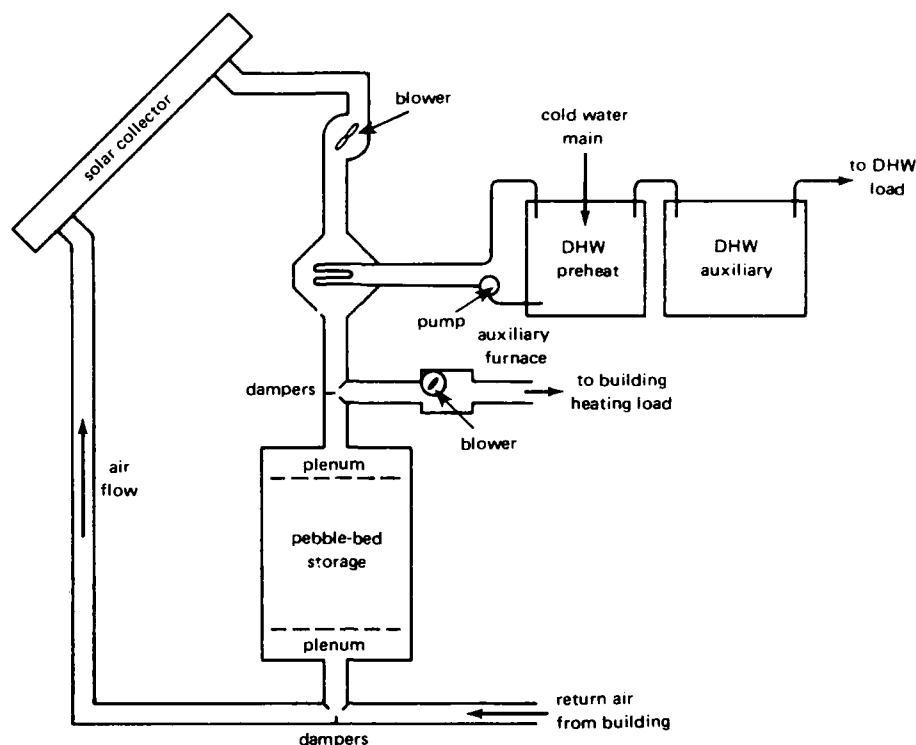 solar collector
blower
cold water
main
to DHW
load
DHW
preheat
DHW
auxiliary
pump
auxiliary
furnace
dampers
to building
heating load
blower
air
flow
plenum
pebble-bed
storage
plenum
return air
from building
dampers